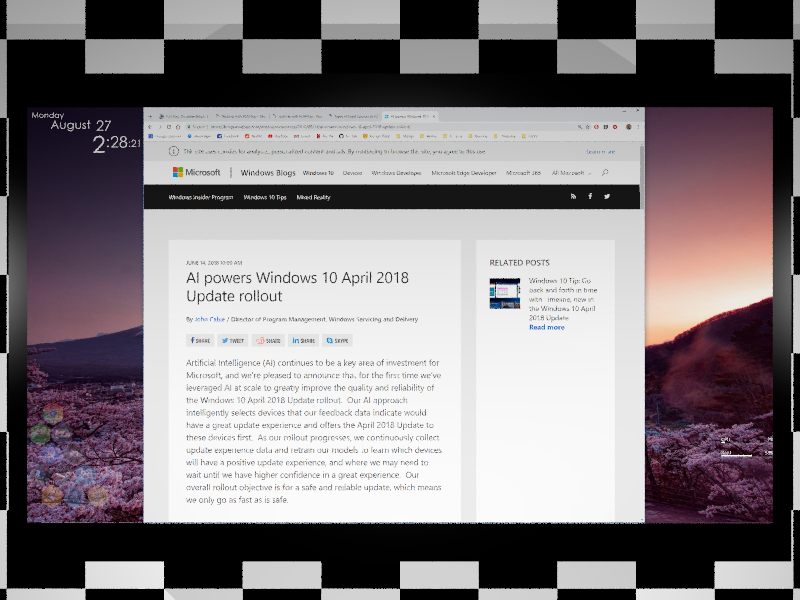 Monday
August 27
2:28:21
This site uses cookies for analytics, personalized content and ads. By continuing to browse this site, you agree to this use.
Learn more
Microsoft
Windows Blogs
Windows 10
Devices
Windows Developer
Microsoft Edge Developer
Microsoft 365
All Microsoft
Windows Insider Program
Windows 10 Tips
Mixed Reality
JUNE 14, 2018 10:00 AM
AI powers Windows 10 April 2018
Update rollout
By John Cable / Director of Program Management, Windows Servicing and Delivery
SHARE
TWEET
SHARE
SHARE
SKYPE
Artificial Intelligence (AI) continues to be a key area of investment for
Microsoft, and we're pleased to announce that for the first time we've
leveraged AI at scale to greatly improve the quality and reliability of
the Windows 10 April 2018 Update rollout. Our AI approach
intelligently selects devices that our feedback data indicate would
have a great update experience and offers the April 2018 Update to
these devices first. As our rollout progresses, we continuously collect
update experience data and retrain our models to learn which devices
will have a positive update experience, and where we may need to
wait until we have higher confidence in a great experience. Our
overall rollout objective is for a safe and reliable update, which means
we only go as fast as is safe.
RELATED POSTS
Windows 10 Tip: Go
back and forth in time
with Timeline, new in
the Windows 10 April
2018 Update
Read more